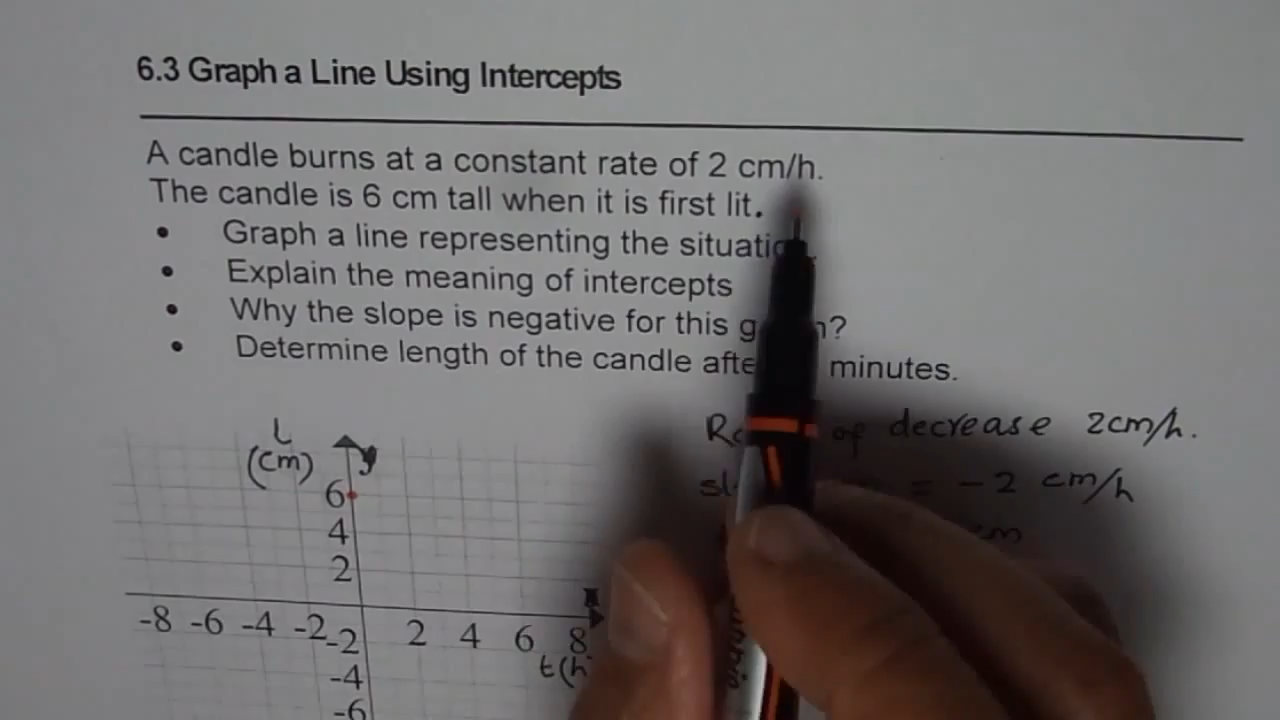 6.3 Graph a Line Using Intercepts
A candle burns at a constant rate of 2 cm/h.
The candle is 6 cm tall when it is first lit.
• Graph a line representing the
• Explain the meaning of intercepts
• Why the slope is negative for this
• Determine length of the candle minutes.
of decrease 2cm/h.
= -2 cm/h
cm
L
(cm)
y
6
4
2
-8 -6 -4 -2 2 4 6 8
t(h
-2
-4
-6